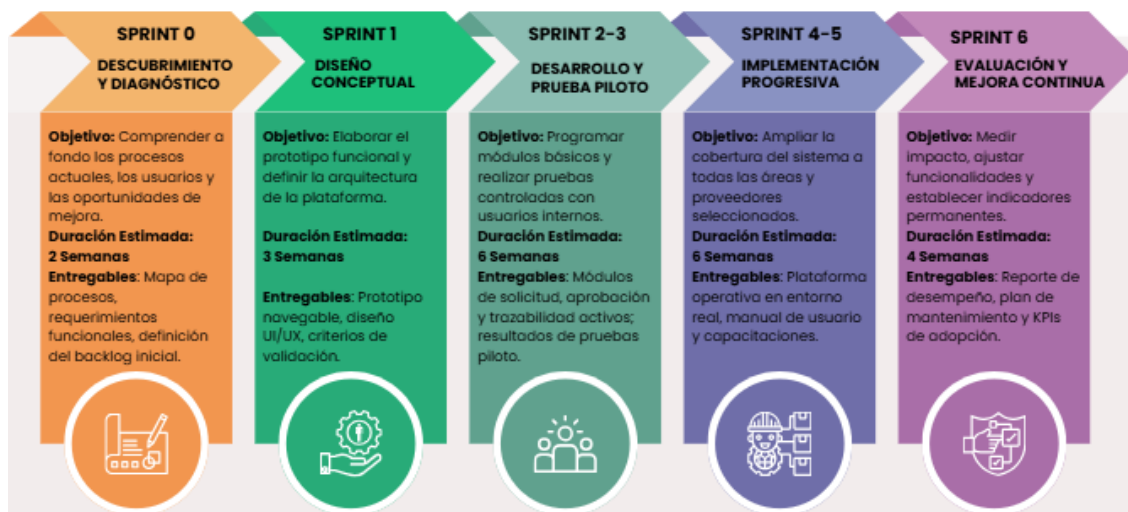 SPRINT 0
DESCUBRIMIENTO
Y DIAGNÓSTICO
Objetivo: Comprender a
fondo los procesos
actuales, los usuarios y
las oportunidades de
mejora.
Duración Estimada:
2 Semanas
Entregables: Mapa de
procesos,
requerimientos
funcionales, definición
del backlog inicial.
SPRINT 1
DISEÑO
CONCEPTUAL
Objetivo: Elaborar el
prototipo funcional y
definir la arquitectura
de la plataforma.
Duración Estimada:
3 Semanas
Entregables: Prototipo
navegable, diseño
UI/UX, criterios de
validación.
SPRINT 2-3
DESARROLLO Y
PRUEBA PILOTO
Objetivo: Programar
módulos básicos y
realizar pruebas
controladas con
usuarios internos.
Duración Estimada:
6 Semanas
Entregables: Módulos
de solicitud, aprobación
y trazabilidad activos;
resultados de pruebas
piloto.
SPRINT 4-5
IMPLEMENTACIÓN
PROGRESIVA
Objetivo: Ampliar la
cobertura del sistema a
todas las áreas y
proveedores
seleccionados.
Duración Estimada:
6 Semanas
Entregables: Plataforma
operativa en entorno
real, manual de usuario
y capacitaciones.
SPRINT 6
EVALUACIÓN Y
MEJORA CONTINUA
Objetivo: Medir
impacto, ajustar
funcionalidades y
establecer indicadores
permanentes.
Duración Estimada:
4 Semanas
Entregables: Reporte de
desempeño, plan de
mantenimiento y KPIs
de adopción.